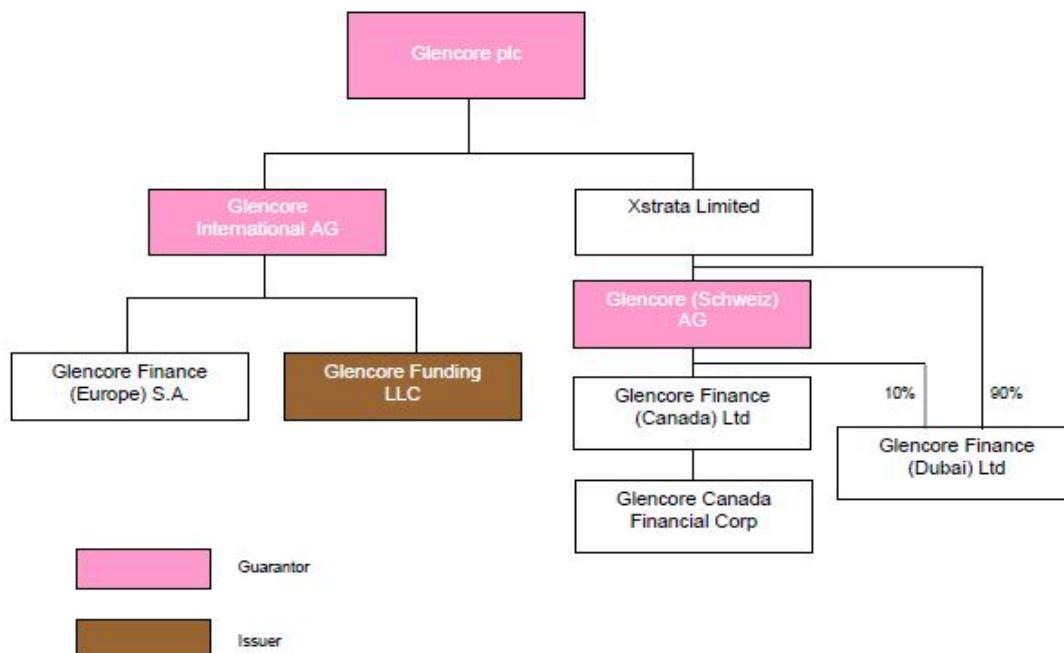 Glencore plc
Glencore
International AG
Xstrata Limited
Glencore (Schweiz)
AG
Glencore Finance
(Europe) S.A.
Glencore Funding
LLC
Glencore Finance
(Canada) Ltd
10%
90%
Glencore Finance
(Dubai) Ltd
Glencore Canada
Financial Corp
Guarantor
Issuer